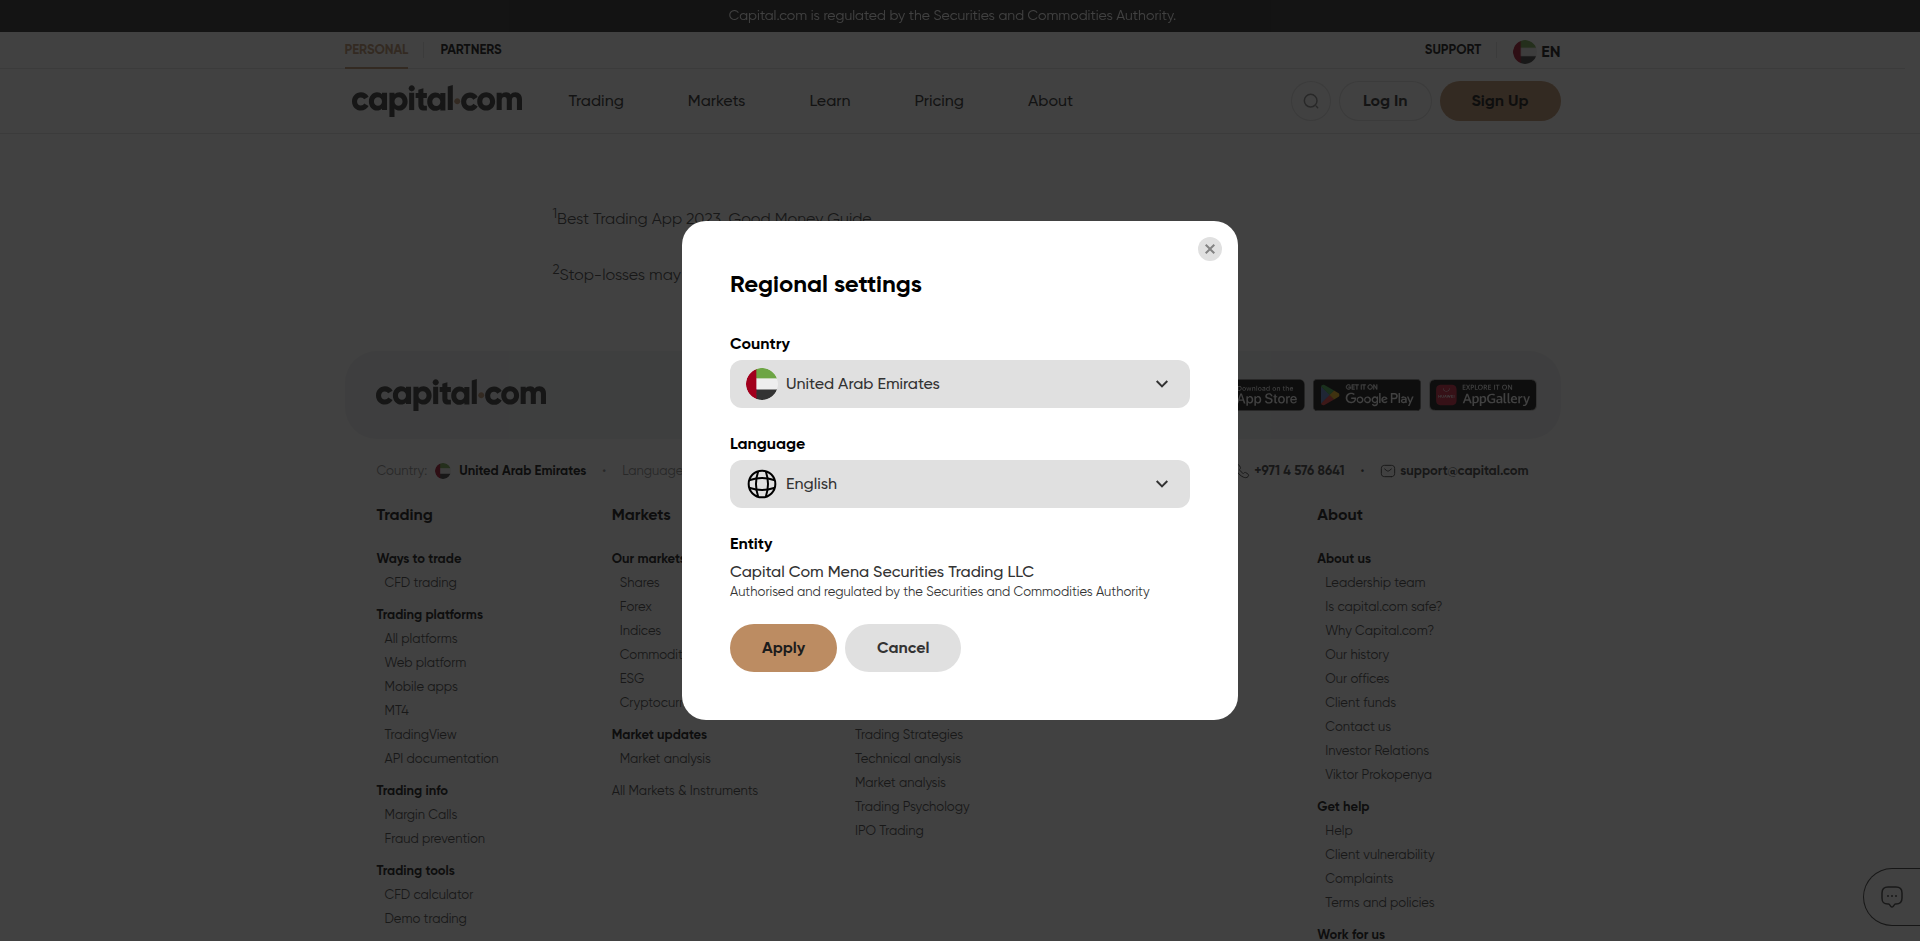 Capital.com is regulated by the Securities and Commodities Authority.
PERSONAL PARTNERS SUPPORT EN
capital.com Trading Markets Learn Pricing About Log In Sign Up
1Best Trading App 2023, Good Money Guide
2Stop-losses may
Regional settings
Country
United Arab Emirates
Language
English
Entity
Capital Com Mena Securities Trading LLC
Authorised and regulated by the Securities and Commodities Authority
Apply Cancel
capital.com
Download on the
App Store
GET IT ON
Google Play
EXPLORE IT ON
AppGallery
Country: United Arab Emirates · Language +971 4 576 8641 · support@capital.com
Trading
Ways to trade
CFD trading
Trading platforms
All platforms
Web platform
Mobile apps
MT4
TradingView
API documentation
Trading info
Margin Calls
Fraud prevention
Trading tools
CFD calculator
Demo trading
Markets
Our markets
Shares
Forex
Indices
Commodit
ESG
Cryptocurr
Market updates
Market analysis
All Markets & Instruments
Trading Strategies
Technical analysis
Market analysis
Trading Psychology
IPO Trading
About
About us
Leadership team
Is capital.com safe?
Why Capital.com?
Our history
Our offices
Client funds
Contact us
Investor Relations
Viktor Prokopenya
Get help
Help
Client vulnerability
Complaints
Terms and policies
Work for us